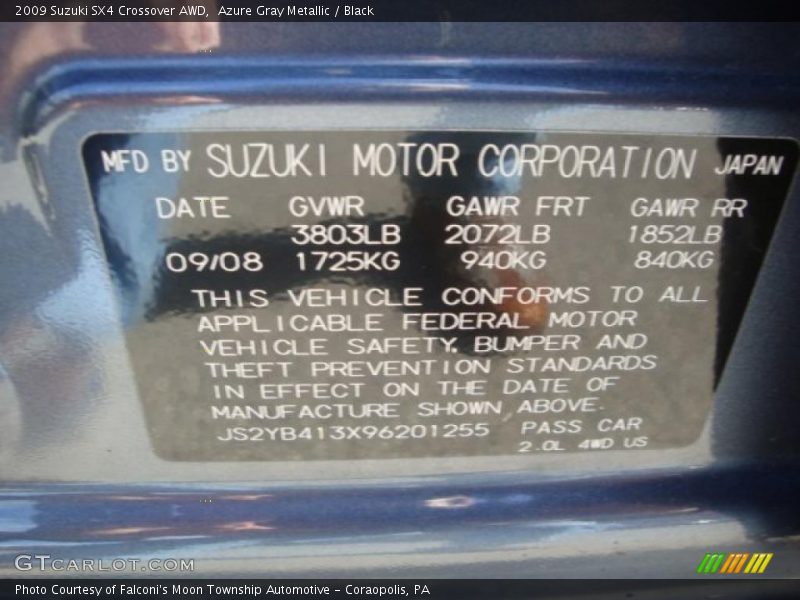 2009 Suzuki SX4 Crossover AWD,  Azure Gray Metallic / Black
MFD BY SUZUKI MOTOR CORPORATION JAPAN
DATE GVWR GAWR FRT GAWR RR
3803LB 2072LB 1852LB
09/08 1725KG 940KG 840KG
THIS VEHICLE CONFORMS TO ALL
APPLICABLE FEDERAL MOTOR
VEHICLE SAFETY, BUMPER AND
THEFT PREVENTION STANDARDS
IN EFFECT ON THE DATE OF
MANUFACTURE SHOWN ABOVE.
JS2YB413X96201255 PASS CAR
2.0L 4WD US
GTCARLOT.COM
Photo Courtesy of Falconi's Moon Township Automotive - Coraopolis, PA